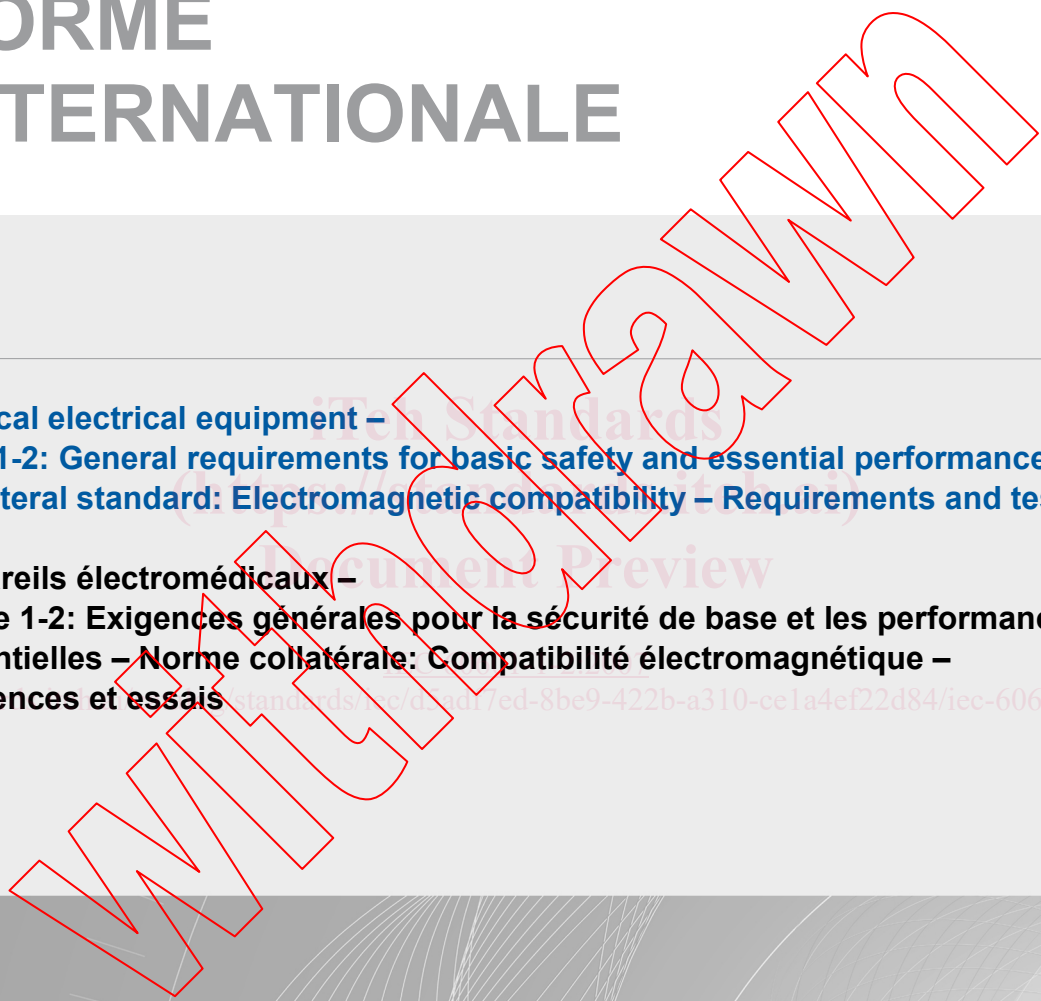 ORME
TERNATIONALE
cal electrical equipment –
1-2: General requirements for basic safety and essential performance
teral standard: Electromagnetic compatibility – Requirements and tes
reils électromédicaux –
e 1-2: Exigences générales pour la sécurité de base et les performanc
ntielles – Norme collatérale: Compatibilité électromagnétique –
ences et essais
iTeh Standards
(https://standards.iteh.ai)
Document Preview
/standards/iec/d5adf7ed-8be9-422b-a310-ce1a4ef22d84/iec-606
withdrawn